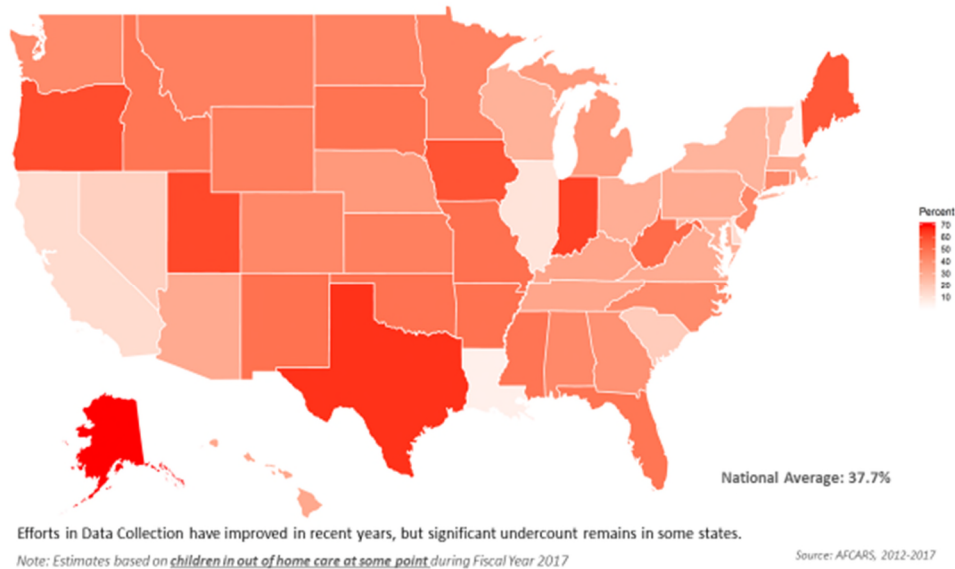 Percent
70
60
50
40
30
20
10
National Average: 37.7%
Efforts in Data Collection have improved in recent years, but significant undercount remains in some states.
Note: Estimates based on children in out of home care at some point during Fiscal Year 2017
Source: AFCARS, 2012-2017